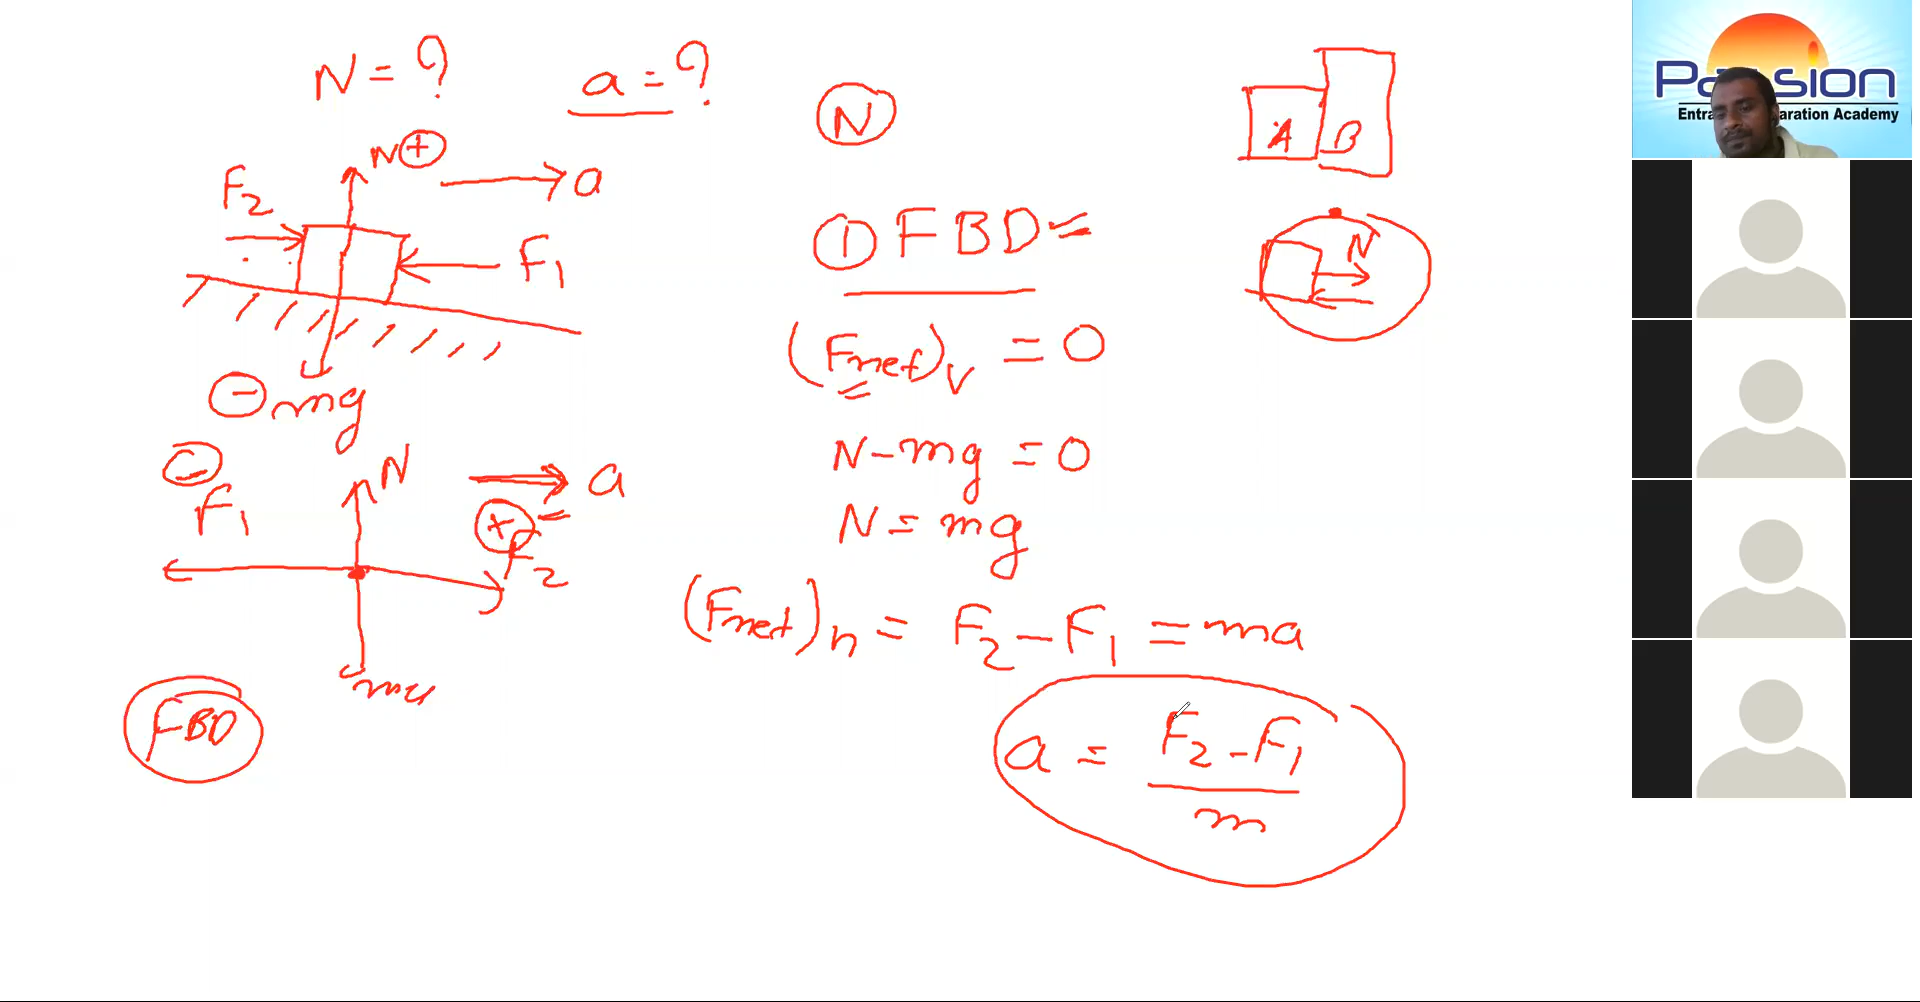 N = ?
a = ?
N +
F2
a
F1
- mg
-
N
a
F1
+
F2
mg
FBD
N
① FBD
(Fnet)v = 0
N - mg = 0
N = mg
(Fnet)h = F2 - F1 = ma
a = F2 - F1
m
A B
N
Entra
aration Academy